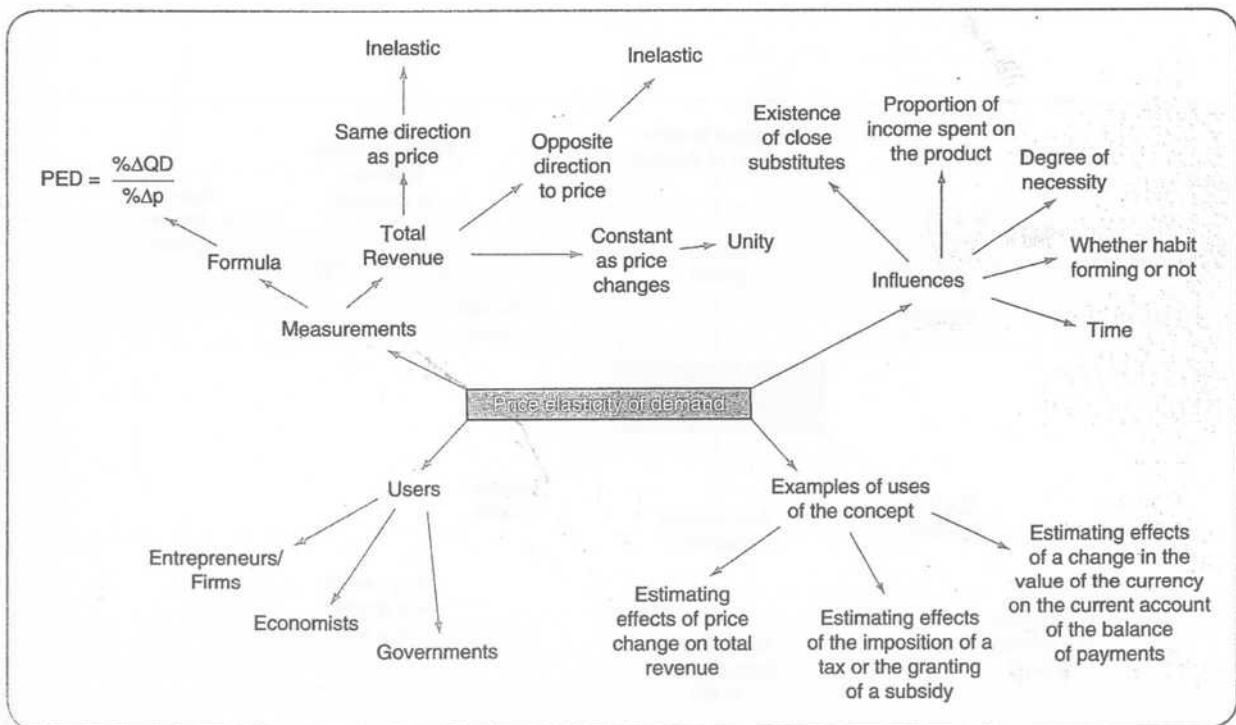 Inelastic
Same direction
as price
Inelastic
Opposite
direction
to price
PED = %ΔQD
%Δp
Formula
Total
Revenue
Constant
as price
changes
Unity
Measurements
Existence
of close
substitutes
Proportion of
income spent on
the product
Degree of
necessity
Whether habit
forming or not
Influences
Time
Price elasticity of demand
Users
Entrepreneurs/
Firms
Economists
Governments
Examples of uses
of the concept
Estimating
effects of price
change on total
revenue
Estimating effects
of the imposition of a
tax or the granting
of a subsidy
Estimating effects
of a change in the
value of the currency
on the current account
of the balance
of payments